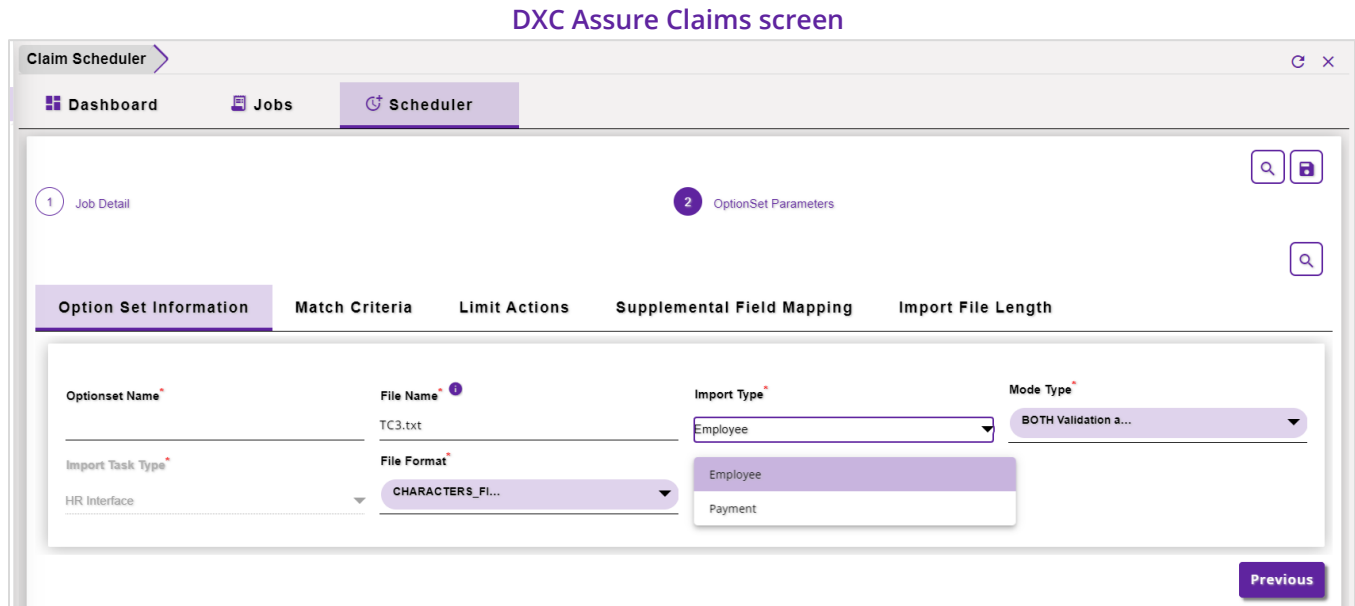 DXC Assure Claims screen
Claim Scheduler
Dashboard Jobs Scheduler
1 Job Detail 2 OptionSet Parameters
Option Set Information Match Criteria Limit Actions Supplemental Field Mapping Import File Length
Optionset Name* File Name* i Import Type* Mode Type*
TC3.txt Employee BOTH Validation a...
Import Task Type* File Format*
HR Interface CHARACTERS_FI... Employee
Payment
Previous